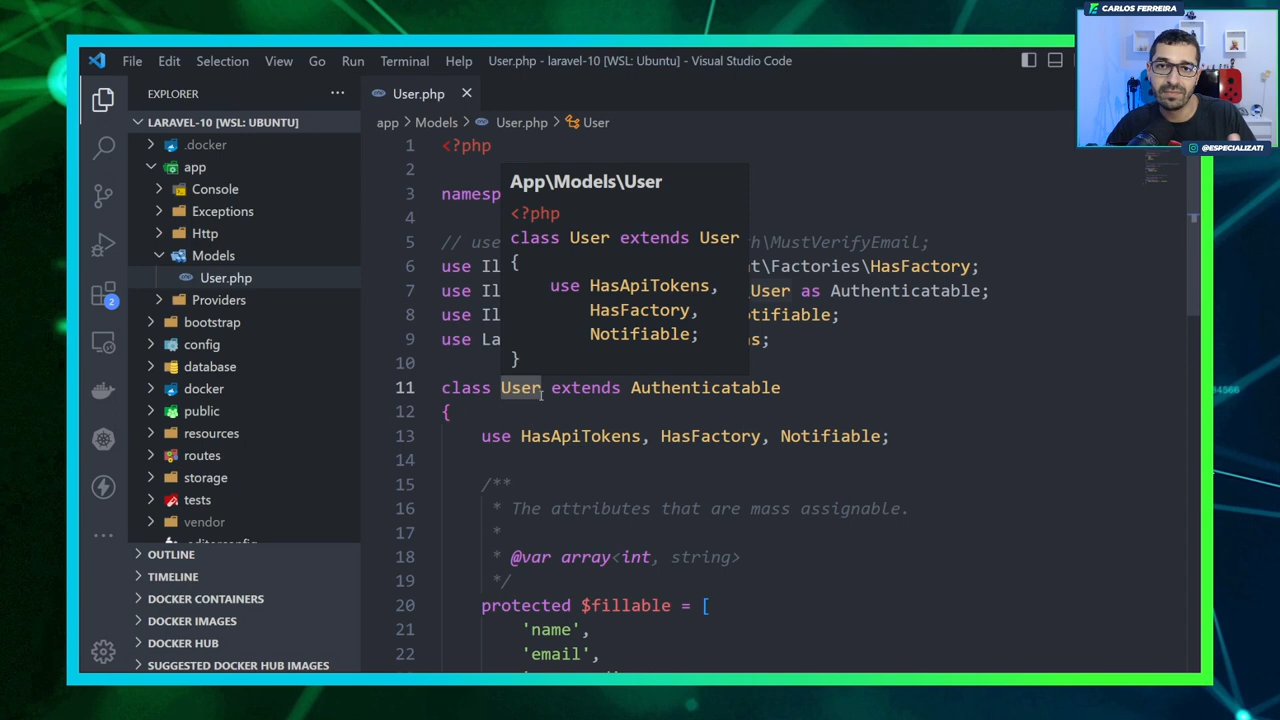 CARLOS FERREIRA
@ESPECIALIZATI
File Edit Selection View Go Run Terminal Help
User.php - laravel-10 [WSL: Ubuntu] - Visual Studio Code
EXPLORER
LARAVEL-10 [WSL: UBUNTU]
.docker
app
Console
Exceptions
Http
Models
User.php
Providers
bootstrap
config
database
docker
public
resources
routes
storage
tests
vendor
.editorconfig
OUTLINE
TIMELINE
DOCKER CONTAINERS
DOCKER IMAGES
DOCKER HUB
SUGGESTED DOCKER HUB IMAGES
2
User.php
app > Models > User.php > User
1 <?php
2
3 namesp
4
5 // use h\MustVerifyEmail;
6 use Il t\Factories\HasFactory;
7 use Il \User as Authenticatable;
8 use Il otifiable;
9 use La s;
10
11 class User extends Authenticatable
12 {
13 use HasApiTokens, HasFactory, Notifiable;
14
15 /**
16 * The attributes that are mass assignable.
17 *
18 * @var array<int, string>
19 */
20 protected $fillable = [
21 'name',
22 'email',
App\Models\User
<?php
class User extends User
{
use HasApiTokens,
HasFactory,
Notifiable;
}